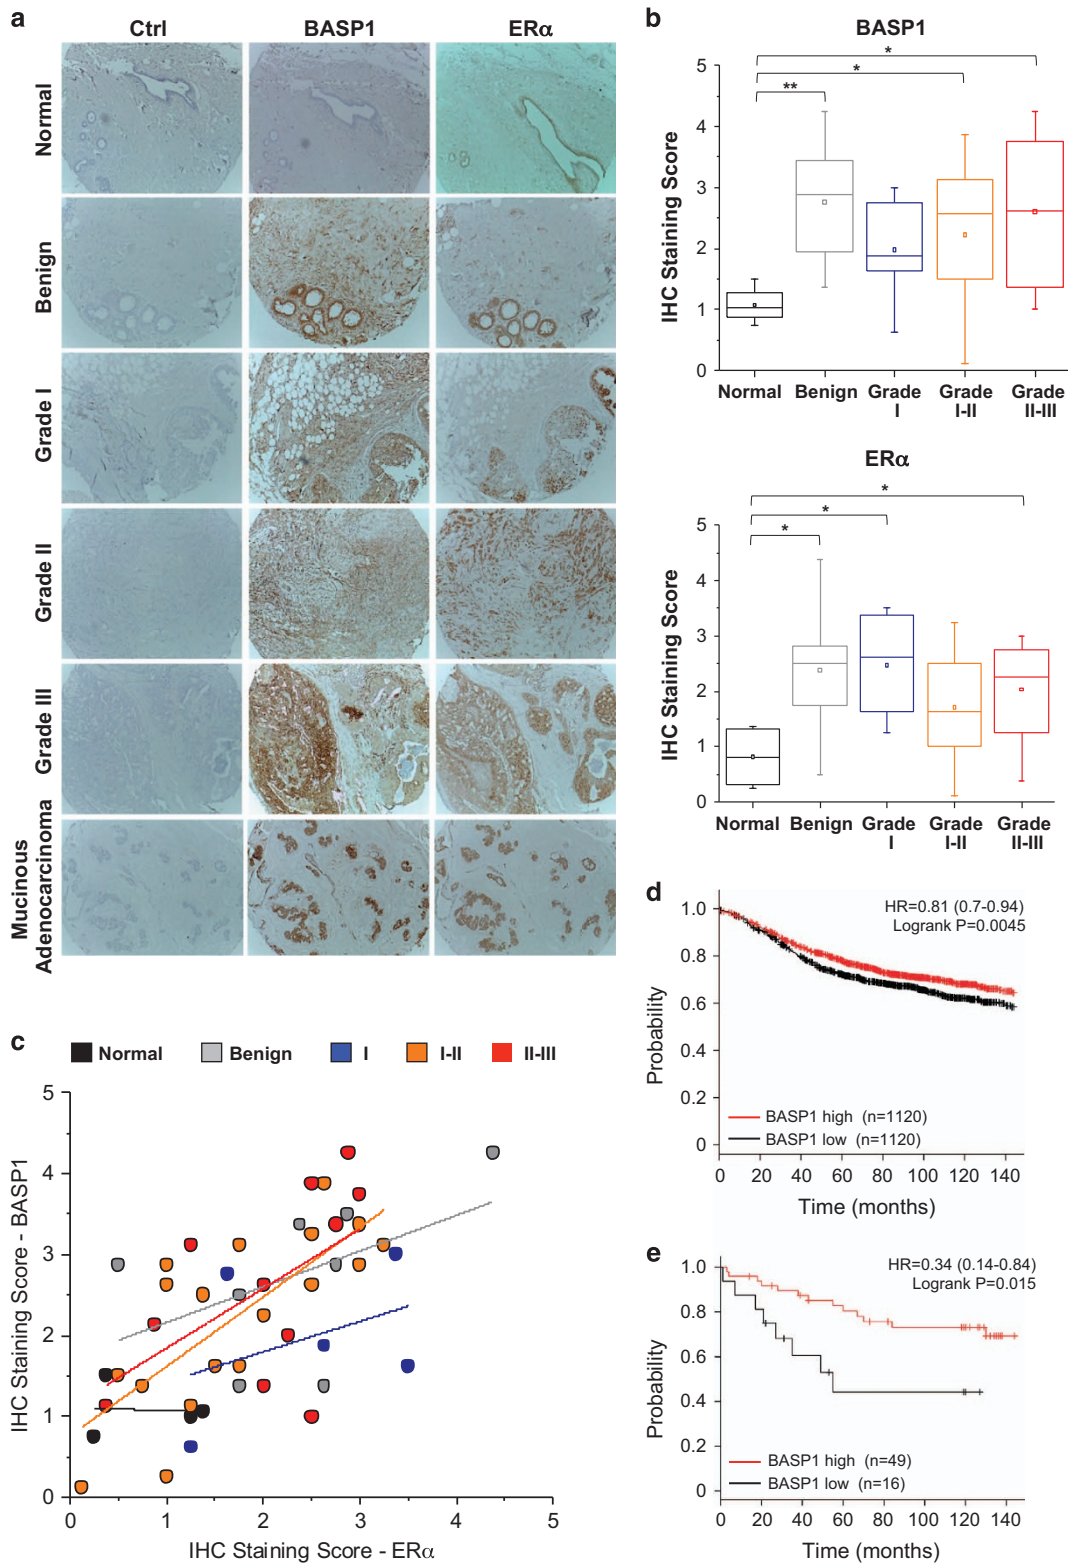 a
Ctrl
BASP1
ERα
Normal
Benign
Grade I
Grade II
Grade III
Mucinous
Adenocarcinoma
b
BASP1
*
*
**
IHC Staining Score
5
4
3
2
1
0
Normal
Benign
Grade
I
Grade
I-II
Grade
II-III
ERα
*
*
*
IHC Staining Score
5
4
3
2
1
0
Normal
Benign
Grade
I
Grade
I-II
Grade
II-III
c
Normal
Benign
I
I-II
II-III
IHC Staining Score - BASP1
5
4
3
2
1
0
0 1 2 3 4 5
IHC Staining Score - ERα
d
HR=0.81 (0.7-0.94)
Logrank P=0.0045
Probability
1.0
0.8
0.6
0.4
0.2
0
BASP1 high (n=1120)
BASP1 low (n=1120)
0 20 40 60 80 100 120 140
Time (months)
e
HR=0.34 (0.14-0.84)
Logrank P=0.015
Probability
1.0
0.8
0.6
0.4
0.2
0
BASP1 high (n=49)
BASP1 low (n=16)
0 20 40 60 80 100 120 140
Time (months)